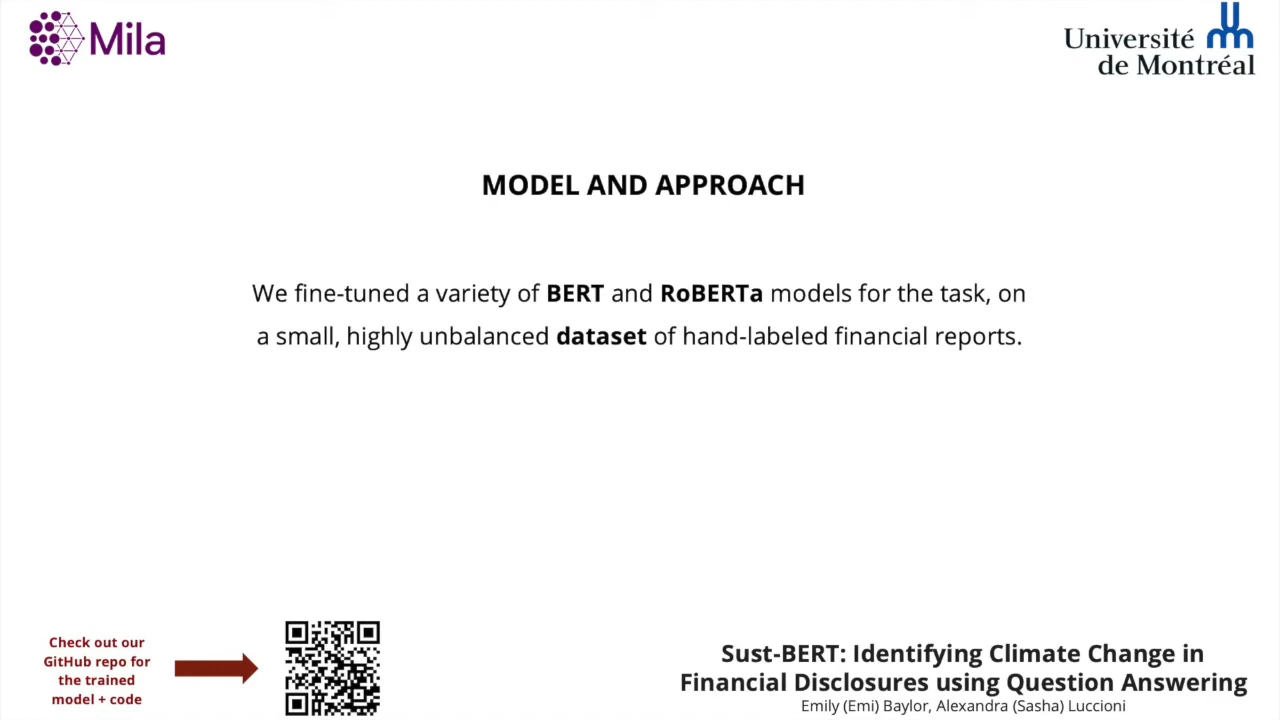 Mila
Université
de Montréal
MODEL AND APPROACH
We fine-tuned a variety of BERT and RoBERTa models for the task, on
a small, highly unbalanced dataset of hand-labeled financial reports.
Check out our
GitHub repo for
the trained
model + code
Sust-BERT: Identifying Climate Change in
Financial Disclosures using Question Answering
Emily (Emi) Baylor, Alexandra (Sasha) Luccioni